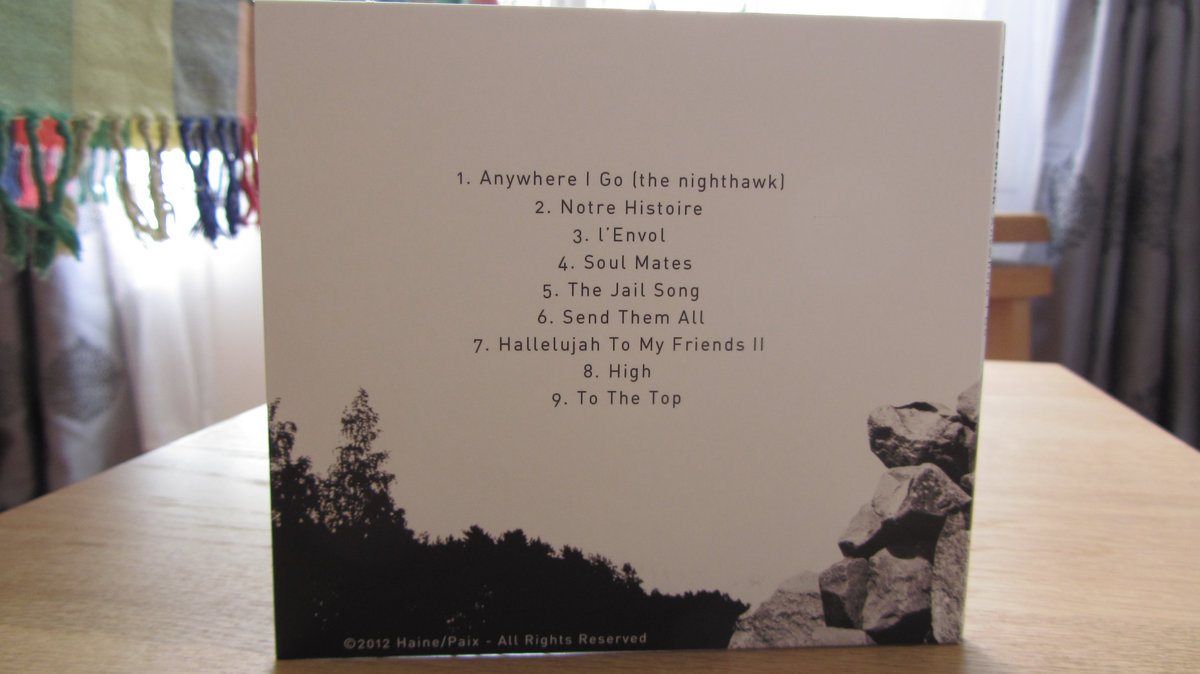 1. Anywhere I Go (the nighthawk)
2. Notre Histoire
3. l'Envol
4. Soul Mates
5. The Jail Song
6. Send Them All
7. Hallelujah To My Friends II
8. High
9. To The Top
©2012 Haine/Paix - All Rights Reserved